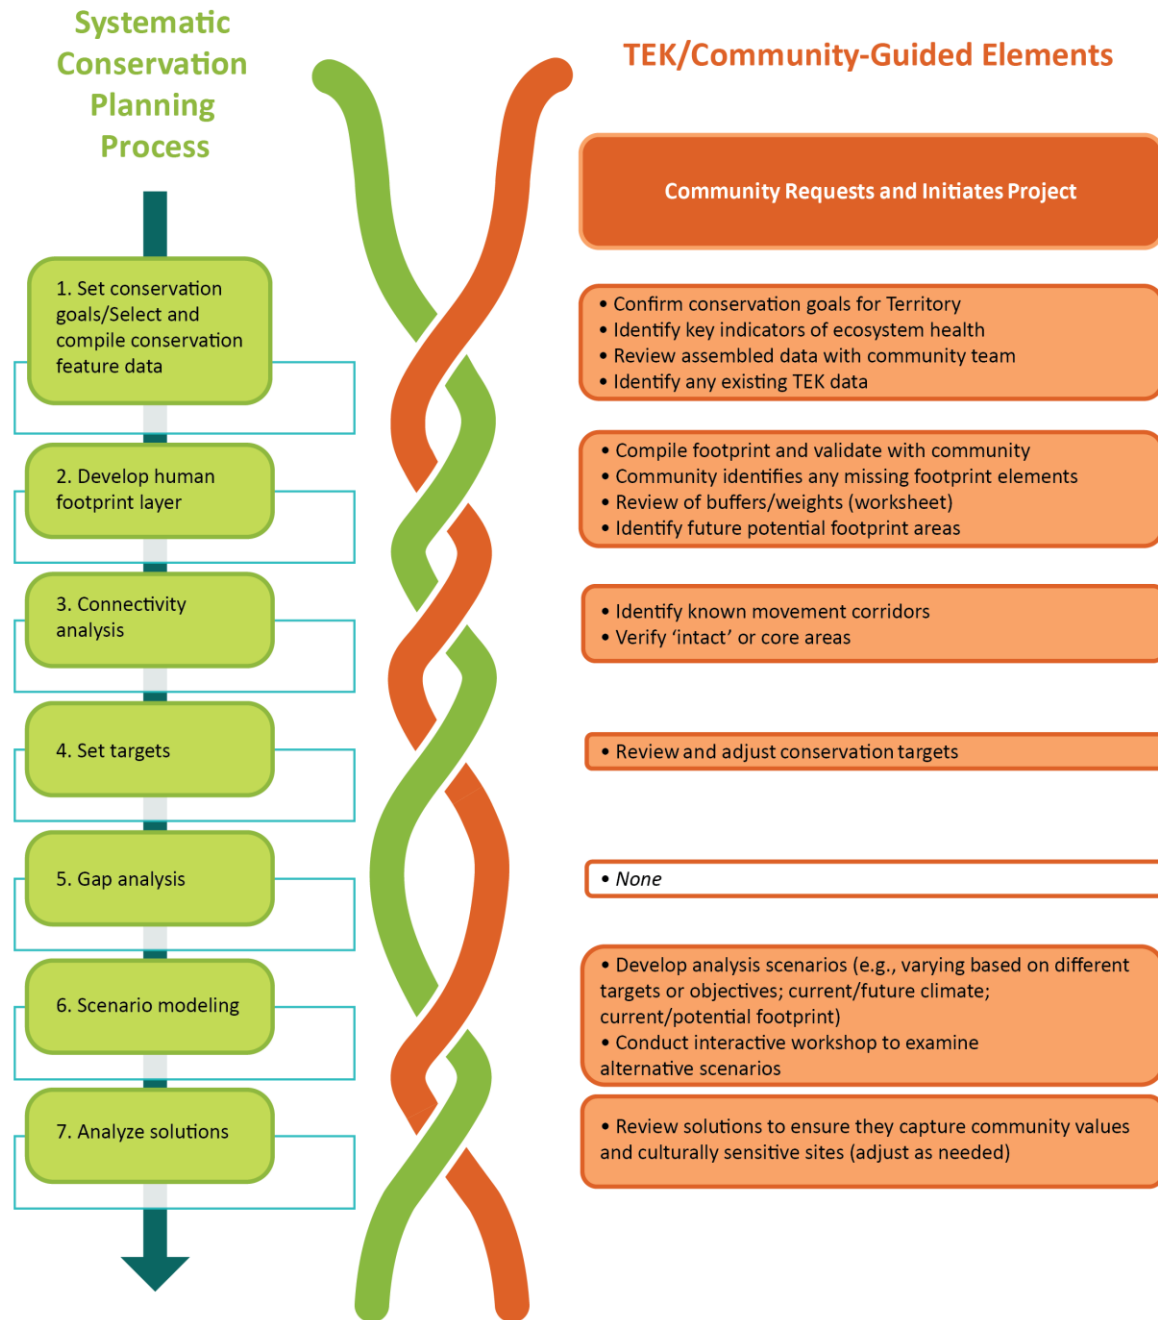 Systematic
Conservation
Planning
Process
TEK/Community-Guided Elements
Community Requests and Initiates Project
1. Set conservation
goals/Select and
compile conservation
feature data
• Confirm conservation goals for Territory
• Identify key indicators of ecosystem health
• Review assembled data with community team
• Identify any existing TEK data
2. Develop human
footprint layer
• Compile footprint and validate with community
• Community identifies any missing footprint elements
• Review of buffers/weights (worksheet)
• Identify future potential footprint areas
3. Connectivity
analysis
• Identify known movement corridors
• Verify ‘intact’ or core areas
4. Set targets
• Review and adjust conservation targets
5. Gap analysis
• None
6. Scenario modeling
• Develop analysis scenarios (e.g., varying based on different
targets or objectives; current/future climate;
current/potential footprint)
• Conduct interactive workshop to examine
alternative scenarios
7. Analyze solutions
• Review solutions to ensure they capture community values
and culturally sensitive sites (adjust as needed)